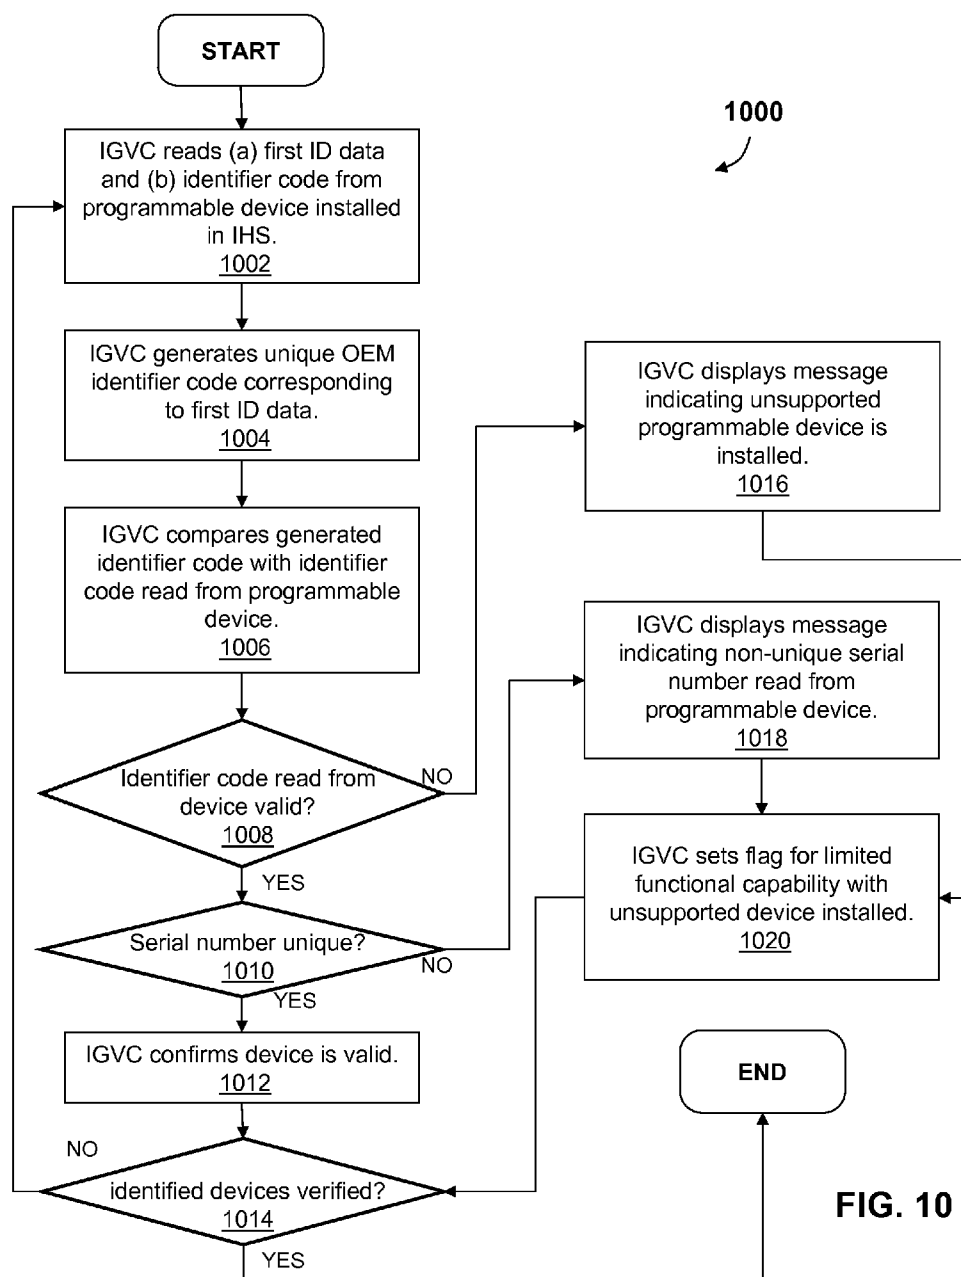 START
1000
IGVC reads (a) first ID data
and (b) identifier code from
programmable device installed
in IHS.
1002
IGVC generates unique OEM
identifier code corresponding
to first ID data.
1004
IGVC compares generated
identifier code with identifier
code read from programmable
device.
1006
Identifier code read from
device valid?
1008
NO
YES
Serial number unique?
1010
NO
YES
IGVC confirms device is valid.
1012
NO
identified devices verified?
1014
YES
IGVC displays message
indicating unsupported
programmable device is
installed.
1016
IGVC displays message
indicating non-unique serial
number read from
programmable device.
1018
IGVC sets flag for limited
functional capability with
unsupported device installed.
1020
END
FIG. 10